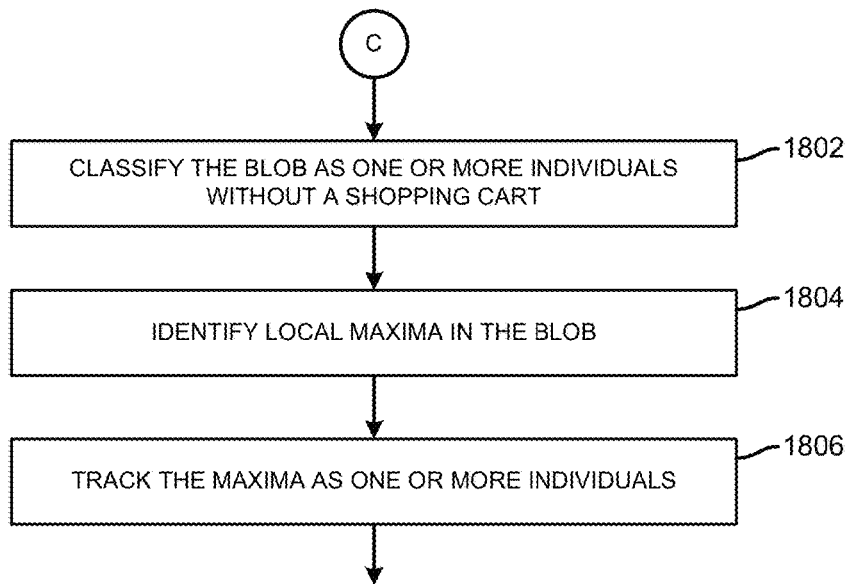 C
CLASSIFY THE BLOB AS ONE OR MORE INDIVIDUALS
WITHOUT A SHOPPING CART
1802
IDENTIFY LOCAL MAXIMA IN THE BLOB
1804
TRACK THE MAXIMA AS ONE OR MORE INDIVIDUALS
1806